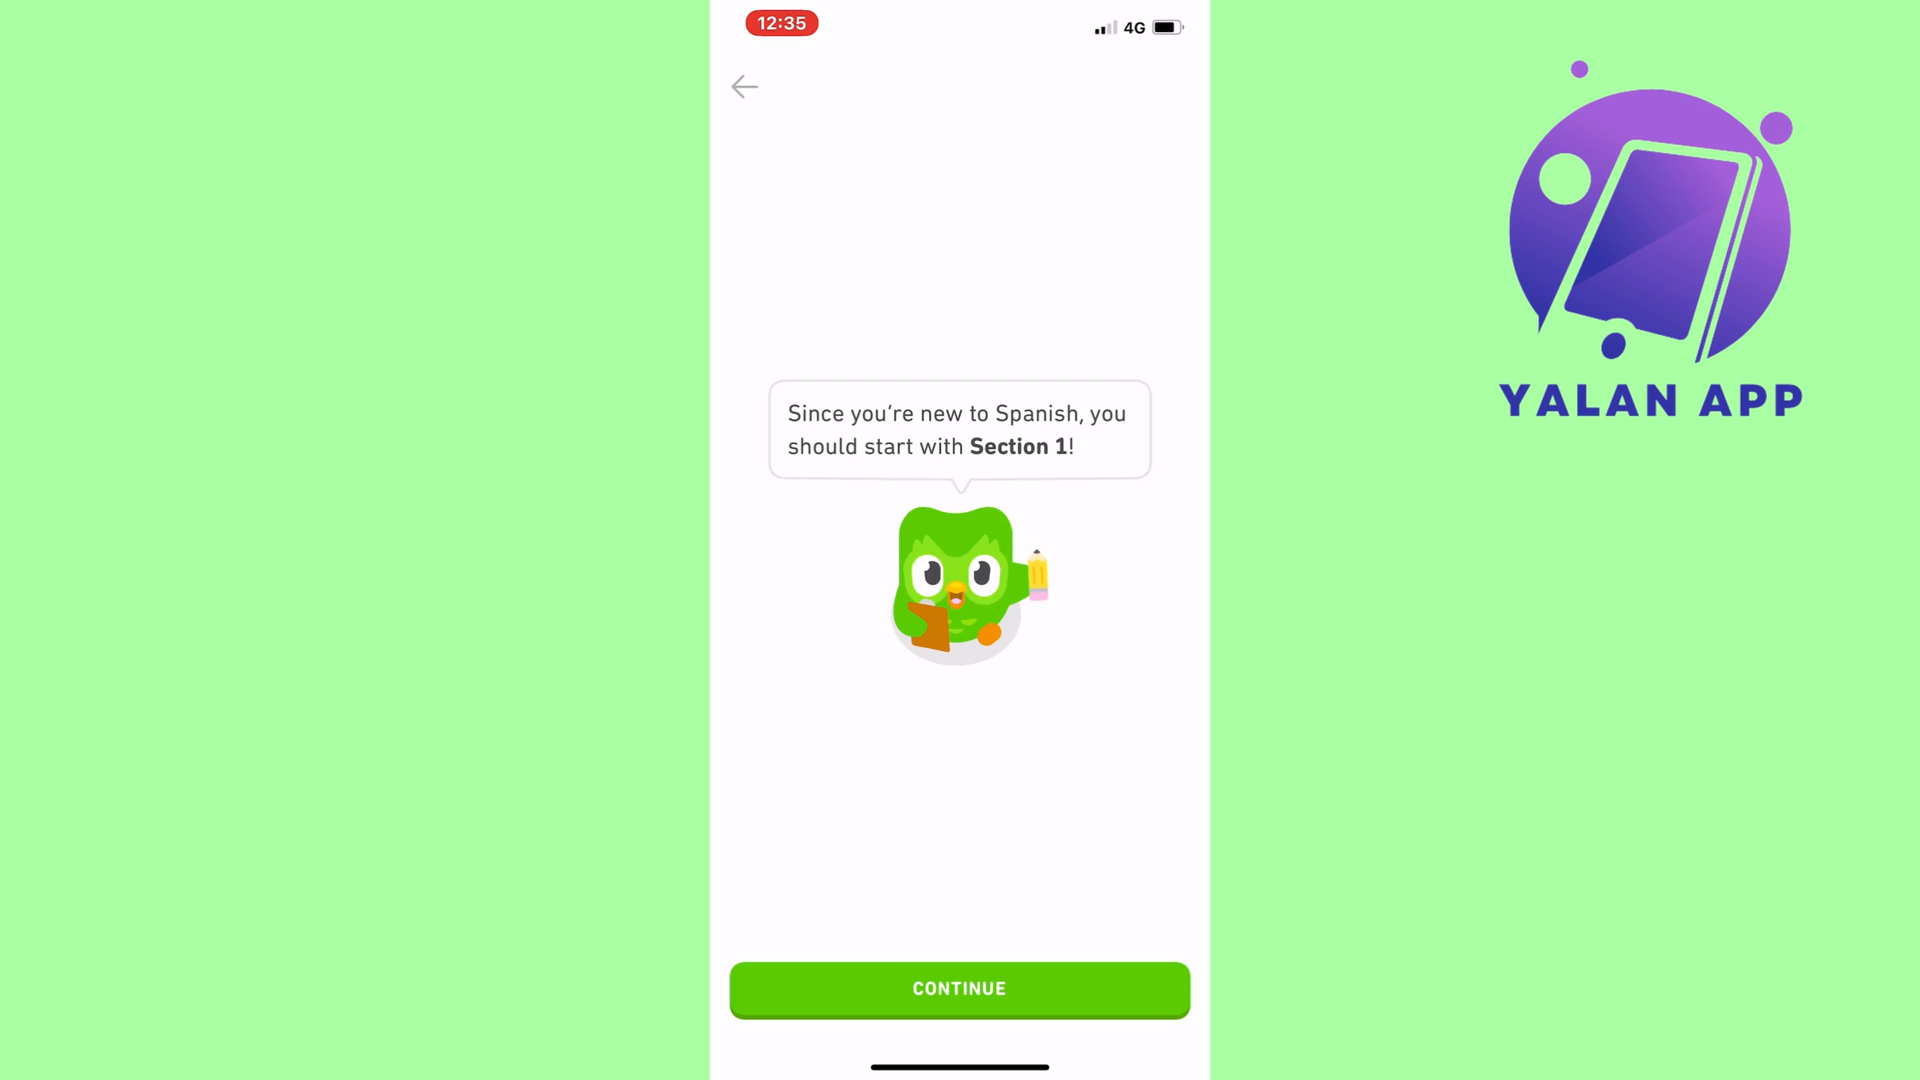 12:35
4G
Since you’re new to Spanish, you
should start with Section 1!
CONTINUE
YALAN APP